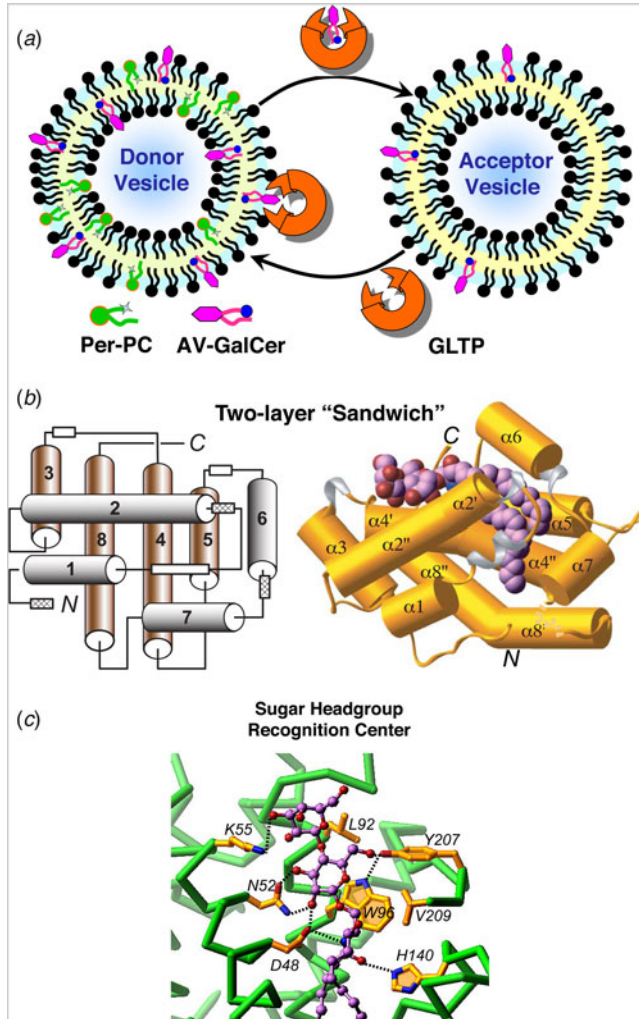 (a)
Donor
Vesicle
Acceptor
Vesicle
Per-PC
AV-GalCer
GLTP
(b)
Two-layer “Sandwich”
C
3
2
8
4
5
6
1
N
7
C
α6
α2'
α4'
α5
α3
α2''
α4''
α7
α8''
α1
α8'
N
(c)
Sugar Headgroup
Recognition Center
K55
L92
Y207
N52
W96
V209
D48
H140